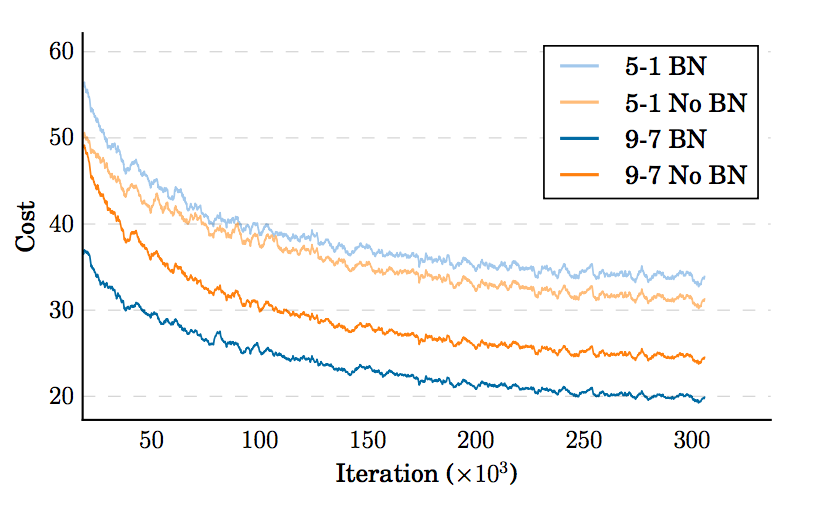 60
50
40
30
20
Cost
5-1 BN
5-1 No BN
9-7 BN
9-7 No BN
50 100 150 200 250 300
Iteration (×10³)